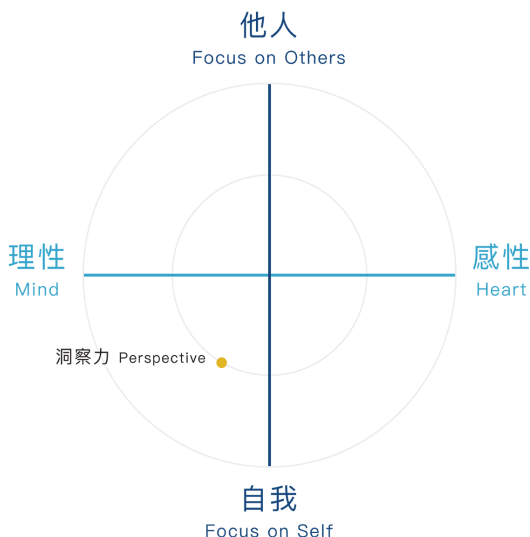 他人
Focus on Others
理性
Mind
感性
Heart
洞察力 Perspective
自我
Focus on Self